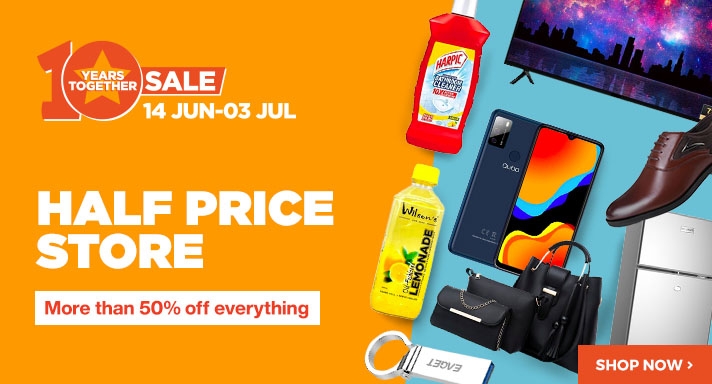 10
YEARS
TOGETHER
SALE
14 JUN-03 JUL
HALF PRICE
STORE
More than 50% off everything
HARPIC
Wilson's
LEMONADE
EAGET
SHOP NOW >